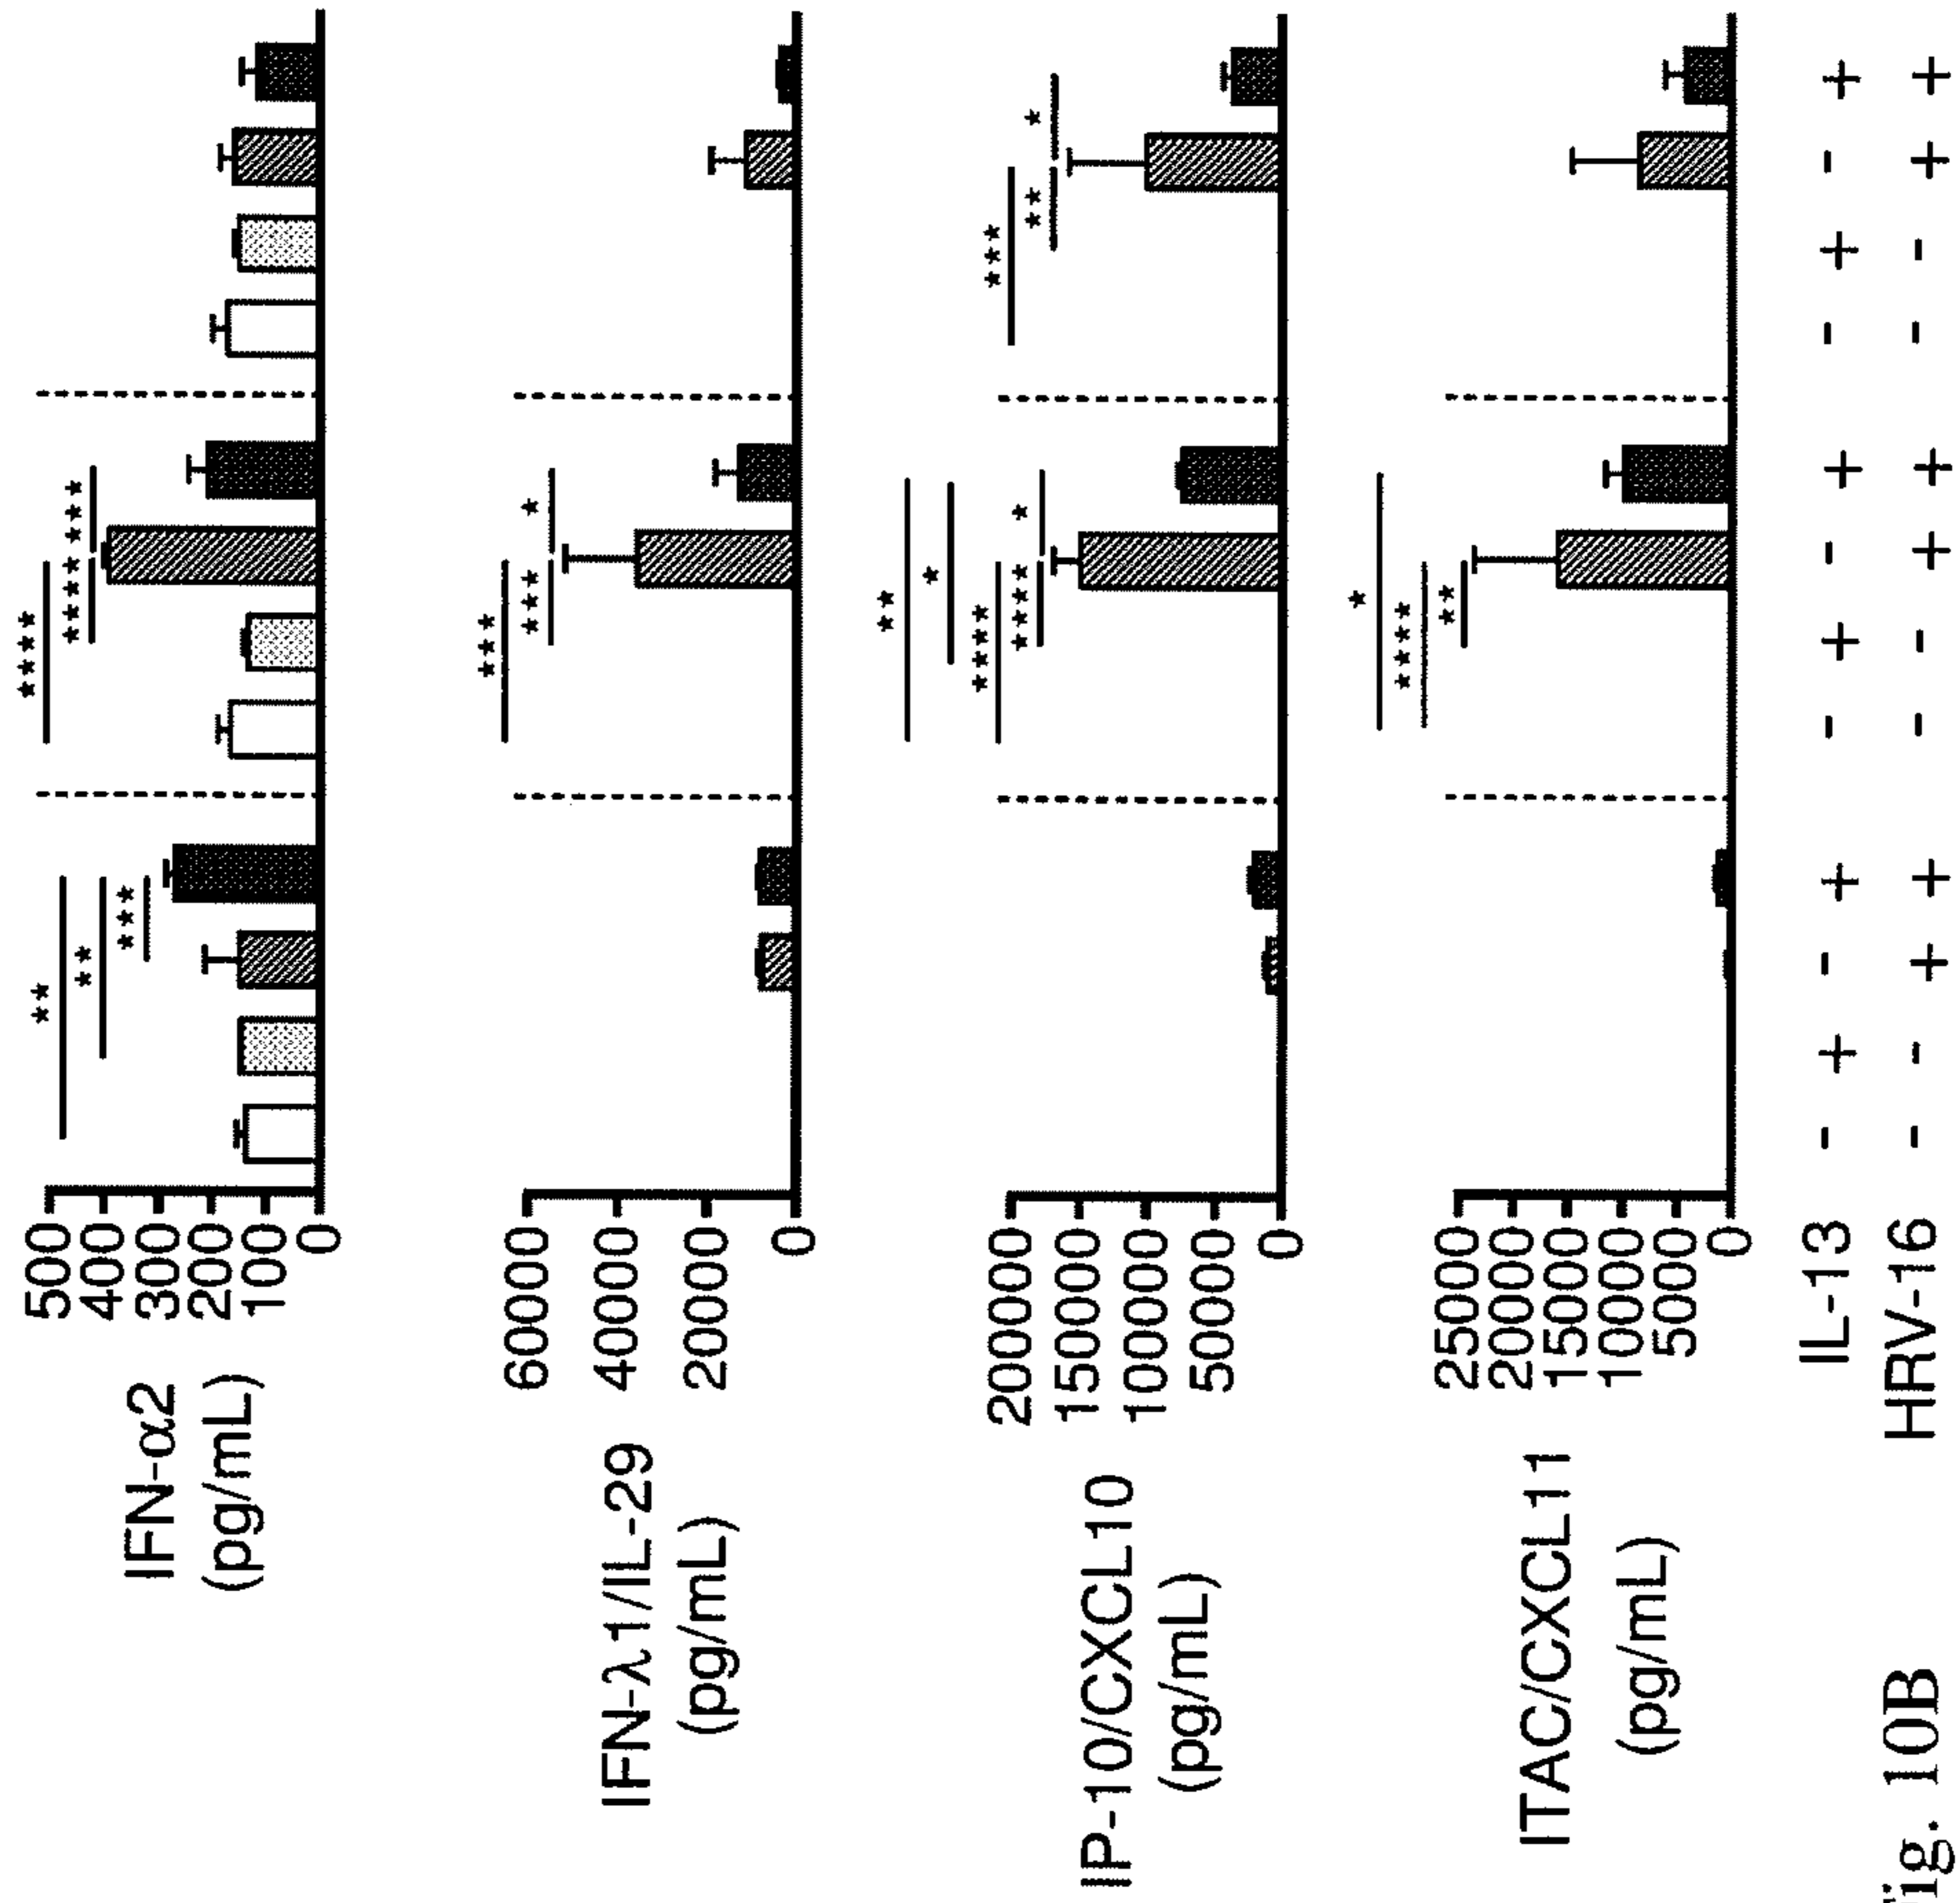 IFN-α2
(pg/mL)
500
400
300
200
100
0
** **** 
** **** ***
***
IFN-λ1/IL-29
(pg/mL)
60000
40000
20000
0
***
*** *
IP-10/CXCL10
(pg/mL)
200000
150000
100000
50000
0
**
*
**** ***
**** * ** *
ITAC/CXCL11
(pg/mL)
25000
20000
15000
10000
5000
0
*
****
**
IL-13 - + - + - + - + - + - +
HRV-16 - - + + - - + + - - + +
Fig. 10B